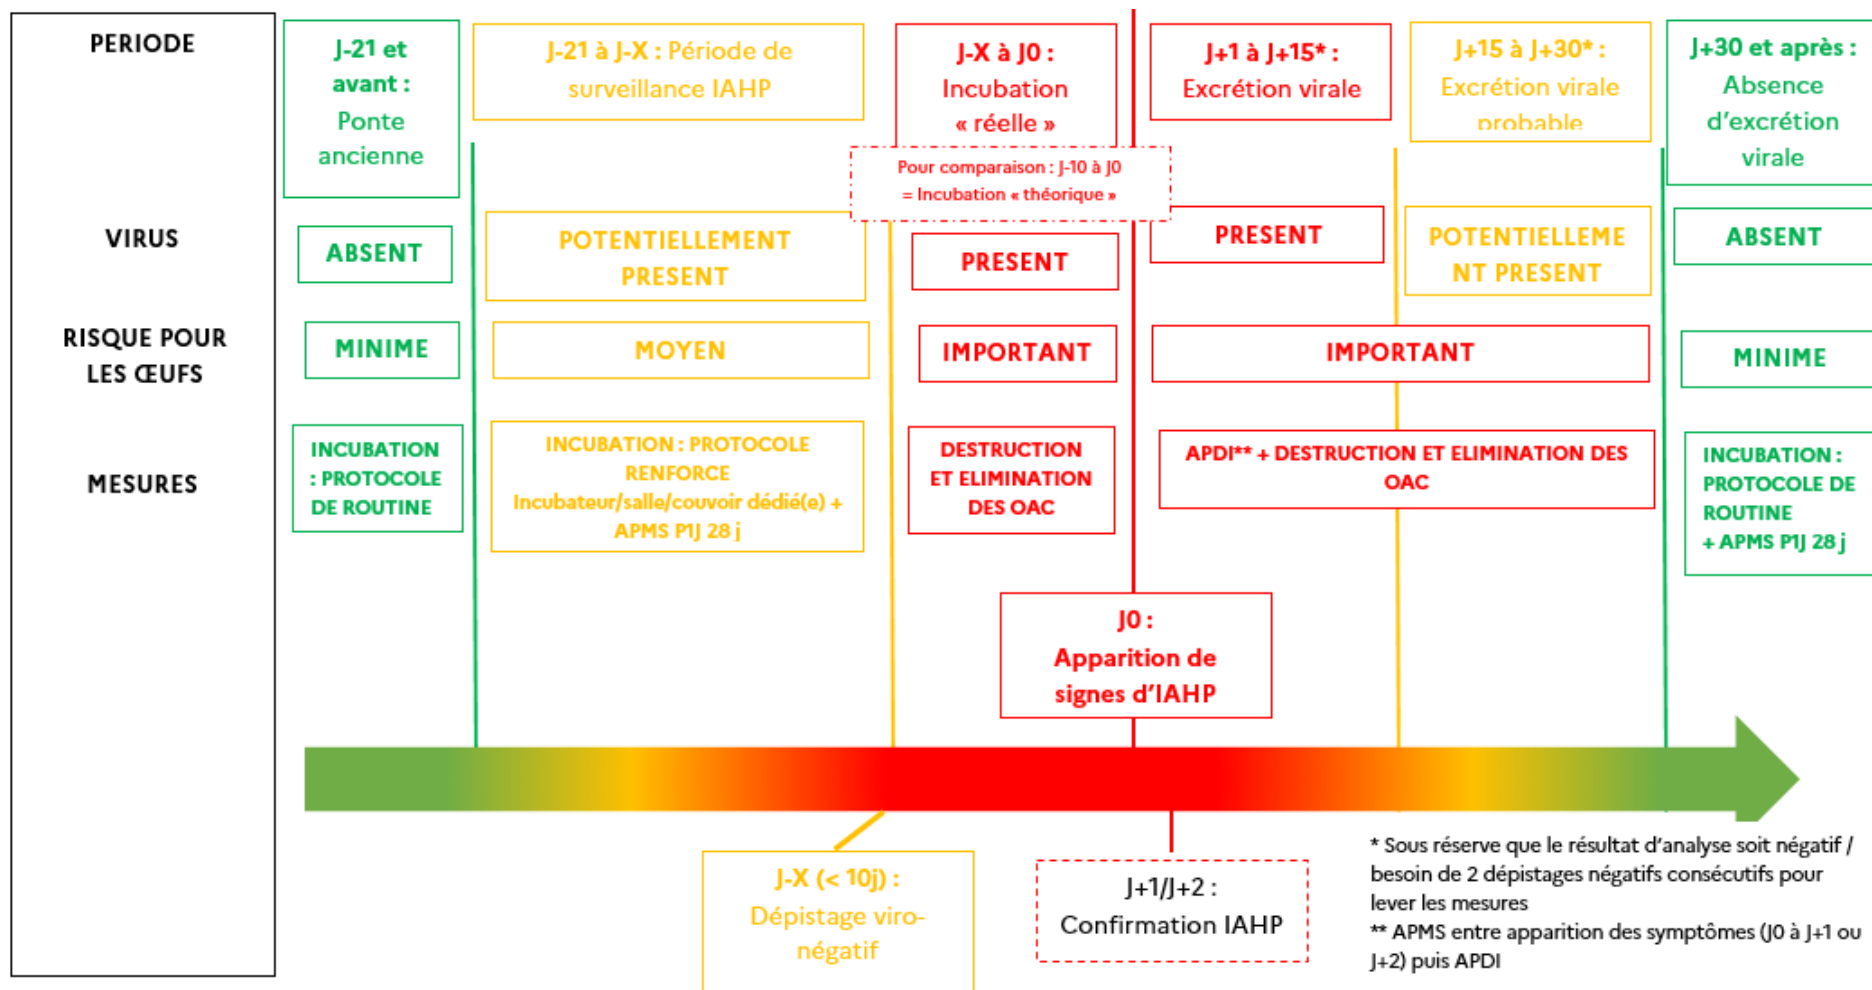 PERIODE
J-21 et
avant :
Ponte
ancienne
J-21 à J-X : Période de
surveillance IAHP
J-X à J0 :
Incubation
« réelle »
J+1 à J+15* :
Excrétion virale
J+15 à J+30* :
Excrétion virale
probable
J+30 et après :
Absence
d'excrétion
virale
Pour comparaison : J-10 à J0
= Incubation « théorique »
VIRUS
ABSENT
POTENTIELLEMENT
PRESENT
PRESENT
PRESENT
POTENTIELLEME
NT PRESENT
ABSENT
RISQUE POUR
LES ŒUFS
MINIME
MOYEN
IMPORTANT
IMPORTANT
MINIME
MESURES
INCUBATION
: PROTOCOLE
DE ROUTINE
INCUBATION : PROTOCOLE
RENFORCE
Incubateur/salle/couvoir dédié(e) +
APMS P1J 28 j
DESTRUCTION
ET ELIMINATION
DES OAC
APDI** + DESTRUCTION ET ELIMINATION DES
OAC
INCUBATION :
PROTOCOLE DE
ROUTINE
+ APMS P1J 28 j
J0 :
Apparition de
signes d'IAHP
J-X (< 10j) :
Dépistage viro-
négatif
J+1/J+2 :
Confirmation IAHP
* Sous réserve que le résultat d'analyse soit négatif /
besoin de 2 dépistages négatifs consécutifs pour
lever les mesures
** APMS entre apparition des symptômes (J0 à J+1 ou
J+2) puis APDI